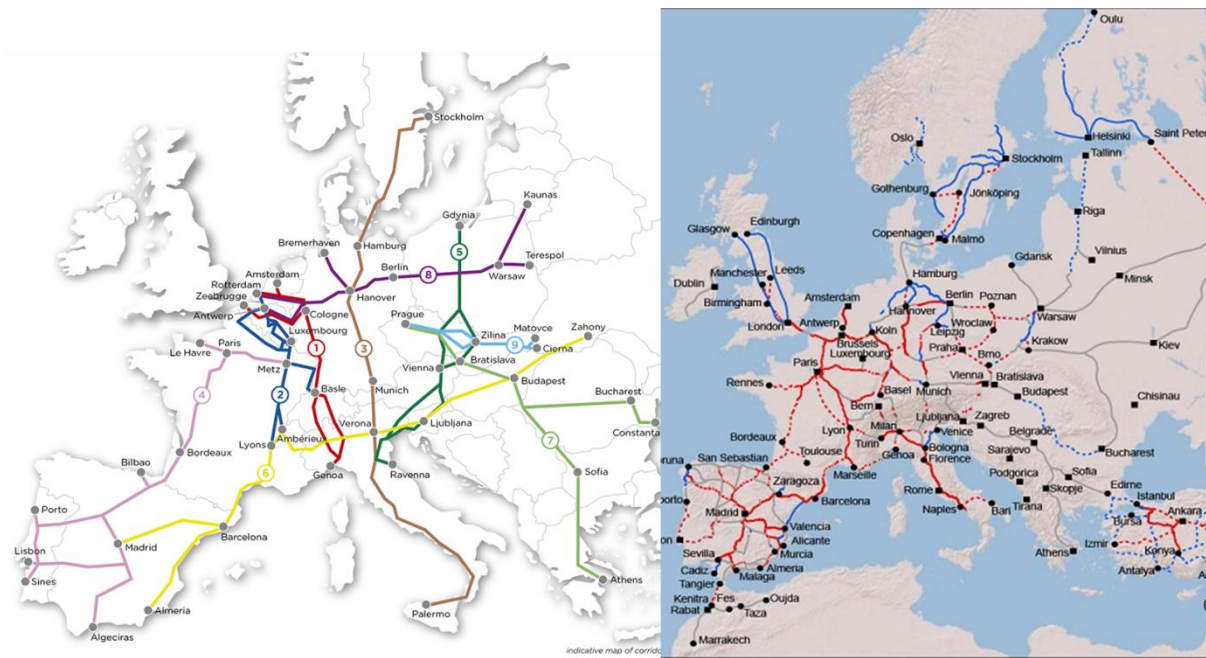 Stockholm
Kaunas
Gdynia
5
Hamburg
Bremerhaven
Berlin
8
Warsaw
Terespol
Amsterdam
Rotterdam
Zeebrugge
Hanover
Antwerp
Cologne
Luxembourg
Prague
Zilina
Matovce
Zahony
9
Cierna
1
3
Paris
Le Havre
Metz
Bratislava
Vienna
Budapest
Munich
Basle
4
2
Bucharest
Constanta
Verona
Ljubljana
Lyons
Ambérieu
7
Bordeaux
6
Genoa
Ravenna
Sofia
Bilbao
Porto
Barcelona
Madrid
Lisbon
Sines
Athens
Almeria
Palermo
Algeciras
indicative map of corrido
Oulu
Oslo
Helsinki
Saint Peter
Tallinn
Stockholm
Gothenburg
Jönköping
Riga
Edinburgh
Glasgow
Copenhagen
Malmö
Vilnius
Gdansk
Minsk
Dublin
Manchester
Leeds
Hamburg
Birmingham
Amsterdam
Berlin
Poznan
Hannover
Warsaw
London
Antwerp
Koln
Leipzig
Wroclaw
Brussels
Luxembourg
Praha
Krakow
Kiev
Paris
Brno
Rennes
Vienna
Bratislava
Basel
Munich
Budapest
Chisinau
Bern
Ljubljana
Zagreb
Milan
Lyon
Turin
Venice
Belgrade
Bordeaux
Bologna
Sarajevo
Bucharest
Toulouse
Genoa
Florence
oruna
San Sebastian
Marseille
Podgorica
Sofia
Edirne
Zaragoza
Skopje
Istanbul
Rome
Tirana
Bari
Ankara
Bursa
orto
Barcelona
Naples
Madrid
Izmir
Konya
on
Valencia
Alicante
Athens
Sevilla
Murcia
Antalya
Cadiz
Almeria
Malaga
Tangier
Kenitra
Fes
Oujda
Rabat
Taza
Marrakech